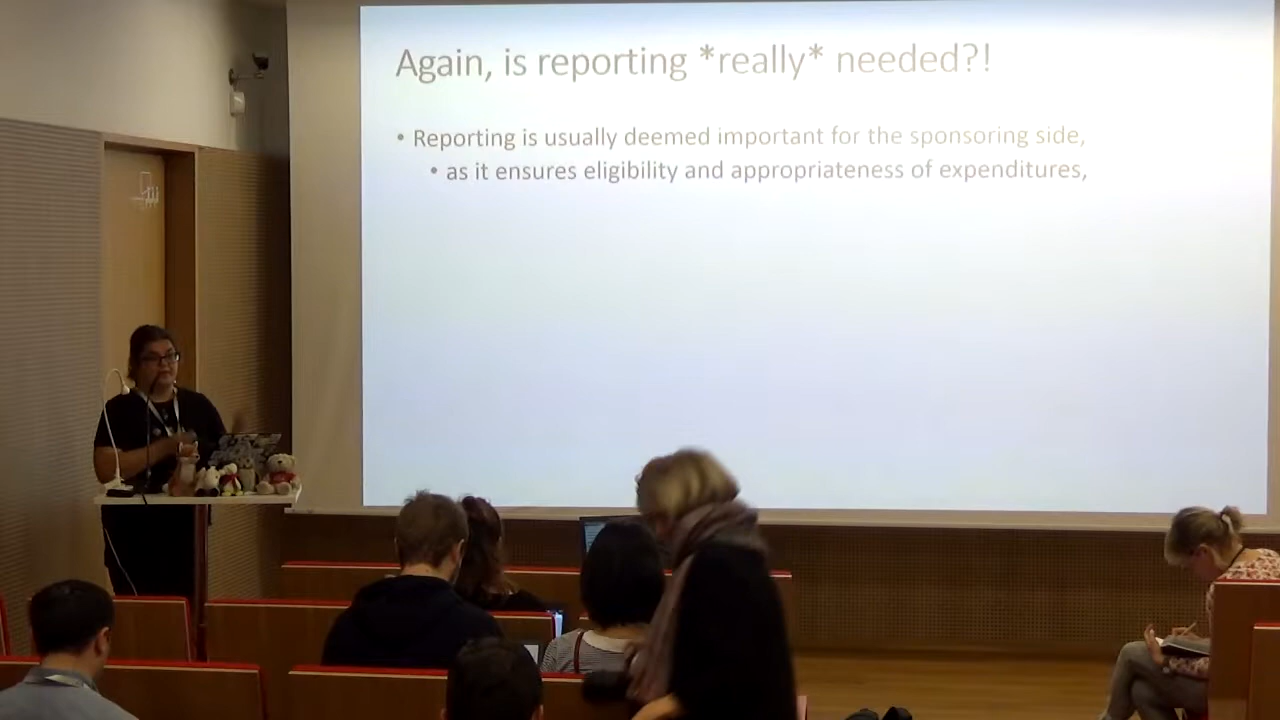 Again, is reporting *really* needed?!
• Reporting is usually deemed important for the sponsoring side,
• as it ensures eligibility and appropriateness of expenditures,